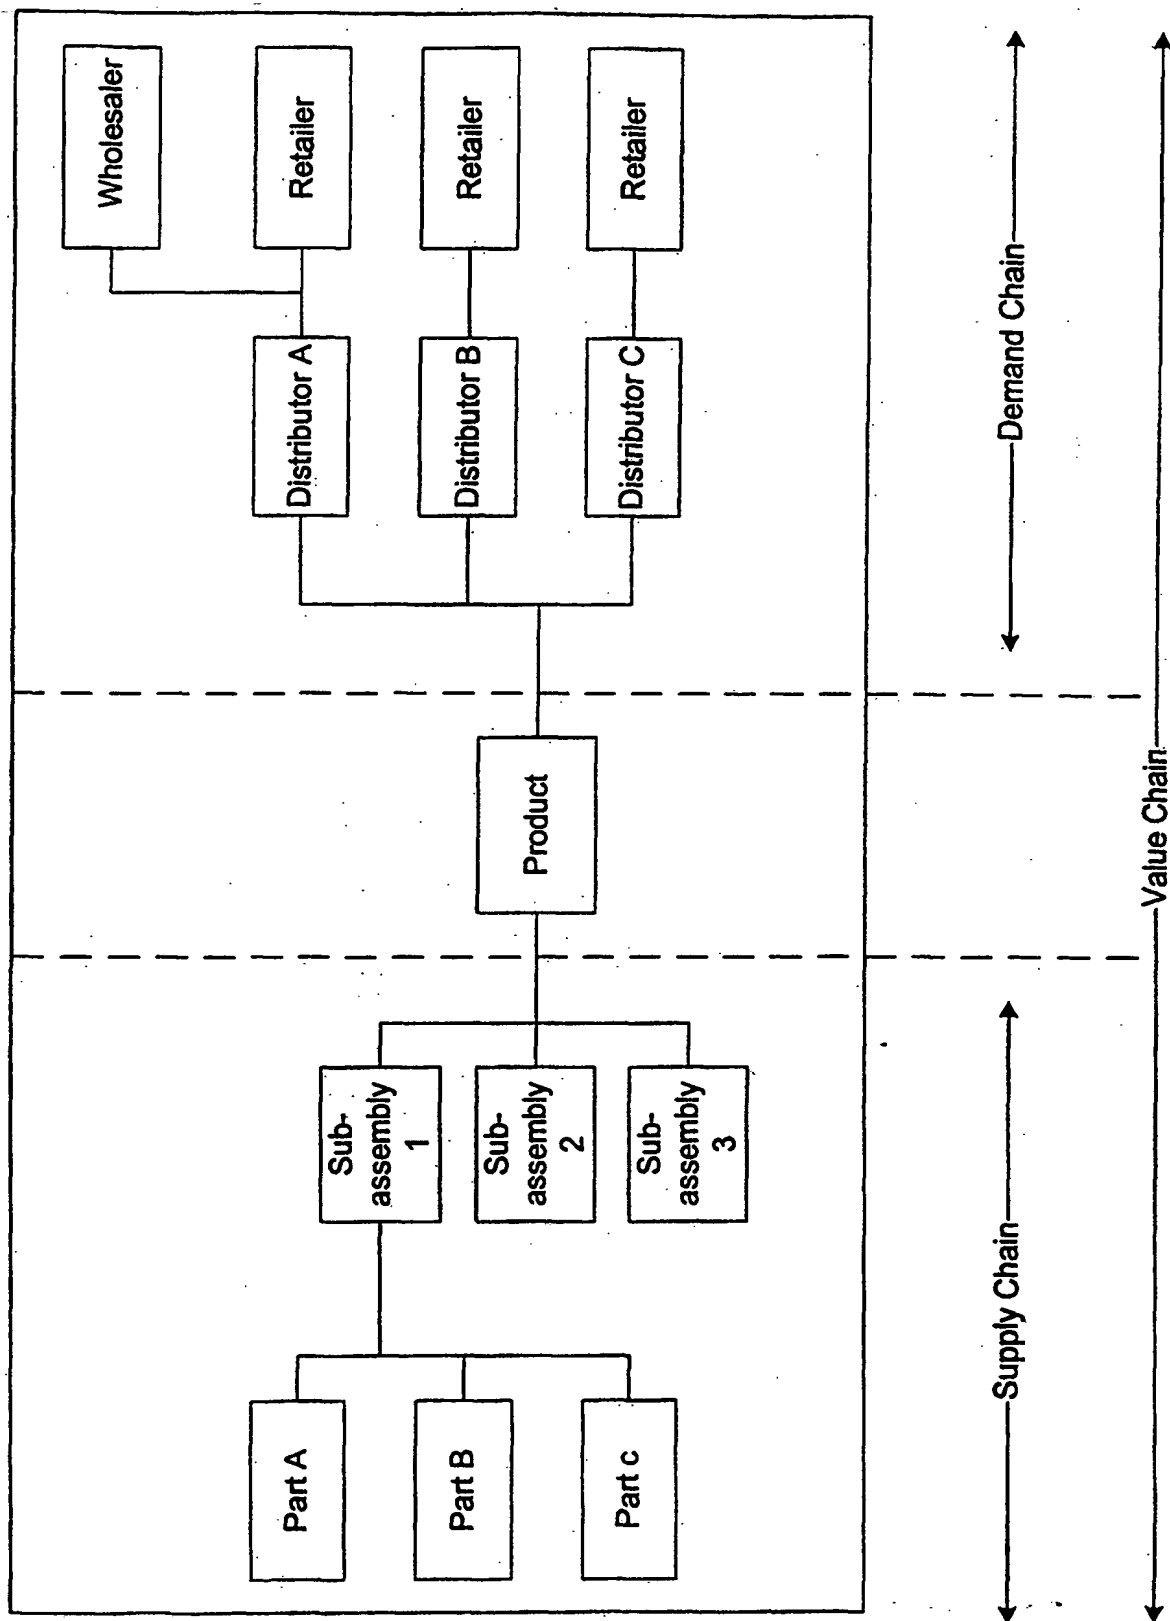 Part A
Part B
Part c
Sub-
assembly
1
Sub-
assembly
2
Sub-
assembly
3
Product
Distributor A
Distributor B
Distributor C
Wholesaler
Retailer
Retailer
Retailer
Supply Chain
Demand Chain
Value Chain